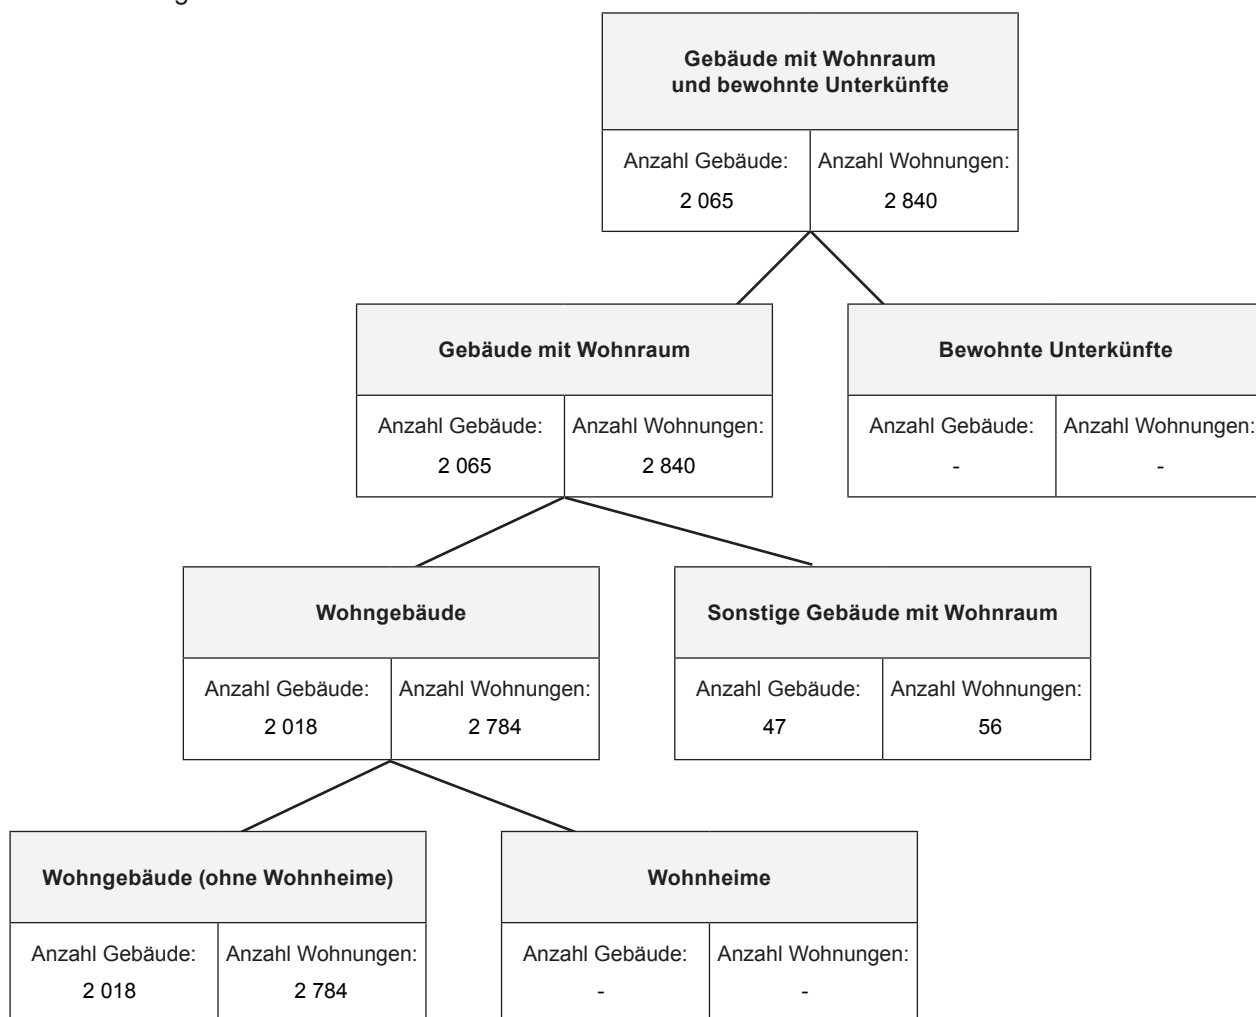 Gebäude mit Wohnraum
und bewohnte Unterkünfte
Anzahl Gebäude: Anzahl Wohnungen:
2 065 2 840
Gebäude mit Wohnraum
Anzahl Gebäude: Anzahl Wohnungen:
2 065 2 840
Bewohnte Unterkünfte
Anzahl Gebäude: Anzahl Wohnungen:
- -
Wohngebäude
Anzahl Gebäude: Anzahl Wohnungen:
2 018 2 784
Sonstige Gebäude mit Wohnraum
Anzahl Gebäude: Anzahl Wohnungen:
47 56
Wohngebäude (ohne Wohnheime)
Anzahl Gebäude: Anzahl Wohnungen:
2 018 2 784
Wohnheime
Anzahl Gebäude: Anzahl Wohnungen:
- -